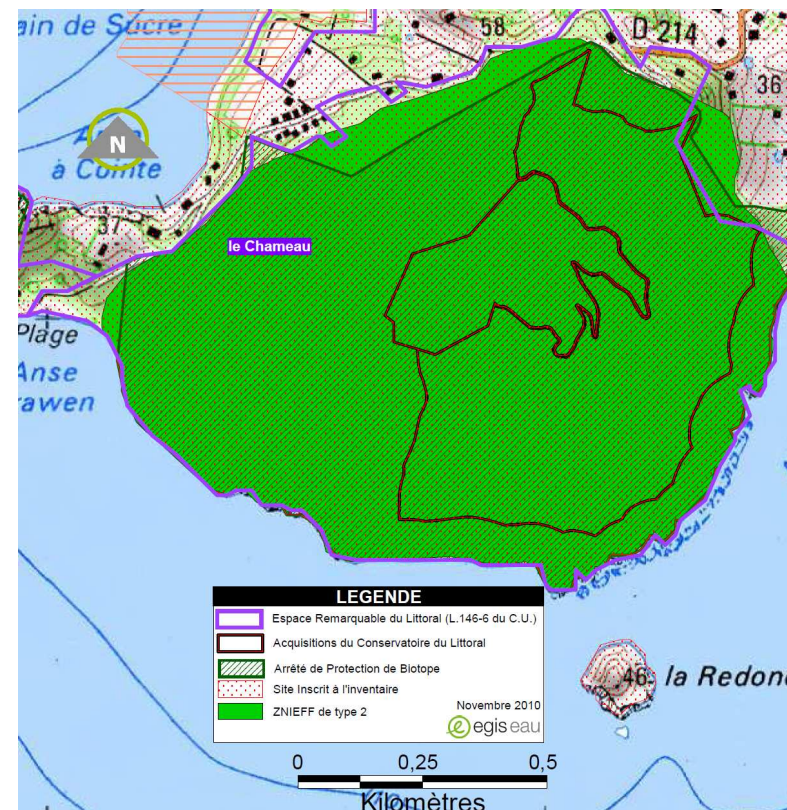 ain de Sucre
58
D 214
36
N
à Cointe
37
le Chameau
Plage
Anse
rawen
LEGENDE
Espace Remarquable du Littoral (L.146-6 du C.U.)
Acquisitions du Conservatoire du Littoral
Arrêté de Protection de Biotope
Site Inscrit à l'inventaire
ZNIEFF de type 2
Novembre 2010
egis eau
46
la Redon
0 0,25 0,5
Kilomètres